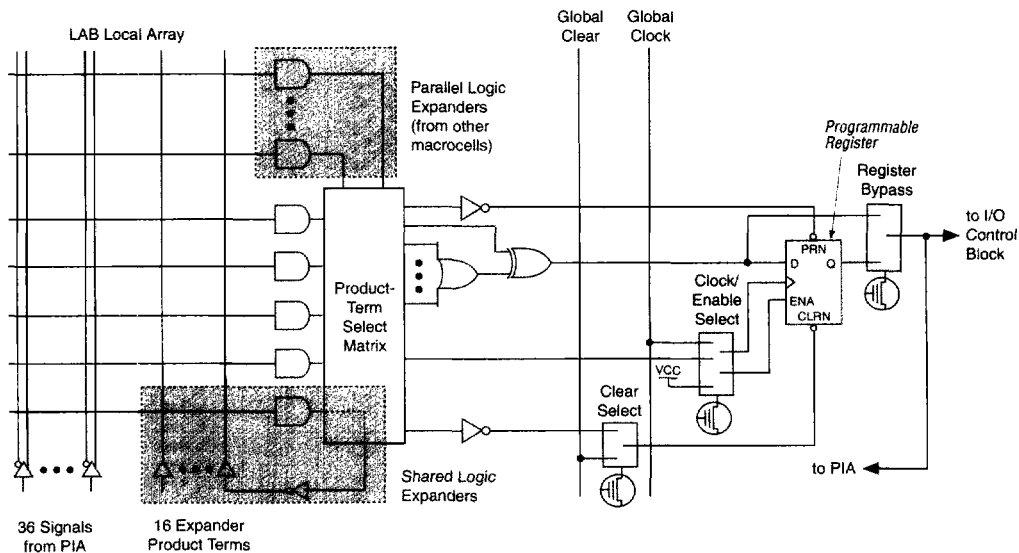 LAB Local Array
Global
Clear
Global
Clock
Parallel Logic
Expanders
(from other
macrocells)
Programmable
Register
Register
Bypass
to I/O
Control
Block
PRN
D
Q
ENA
CLRN
Clock/
Enable
Select
Product-
Term
Select
Matrix
VCC
Clear
Select
to PIA
Shared Logic
Expanders
36 Signals
from PIA
16 Expander
Product Terms